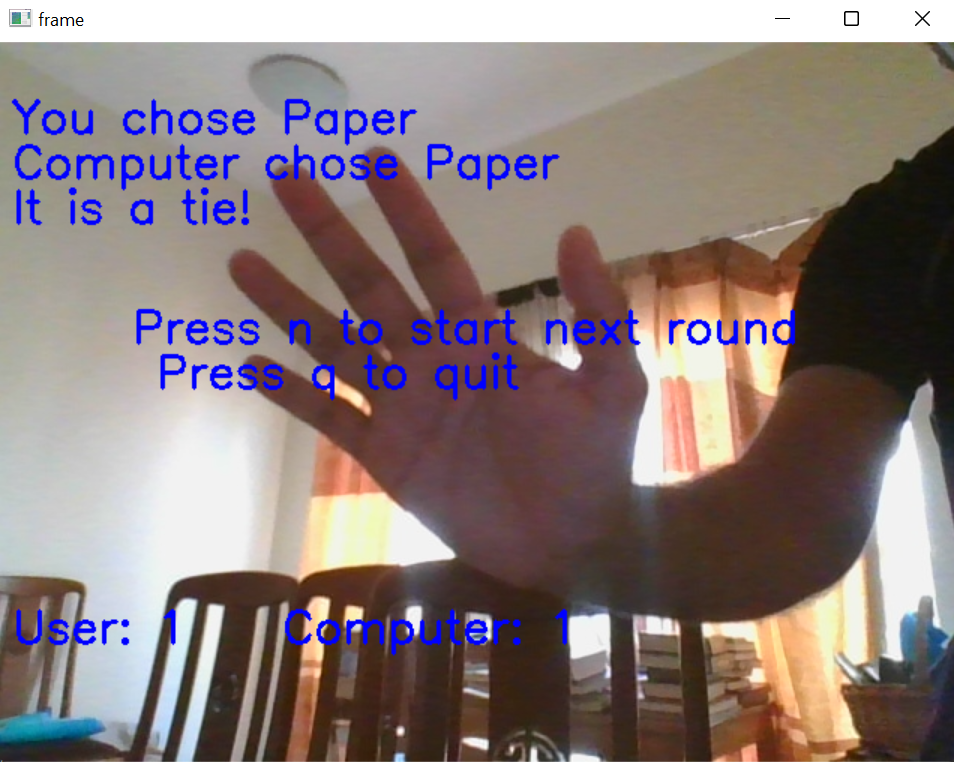 frame
You chose Paper
Computer chose Paper
It is a tie!
Press n to start next round
Press q to quit
User: 1 Computer: 1